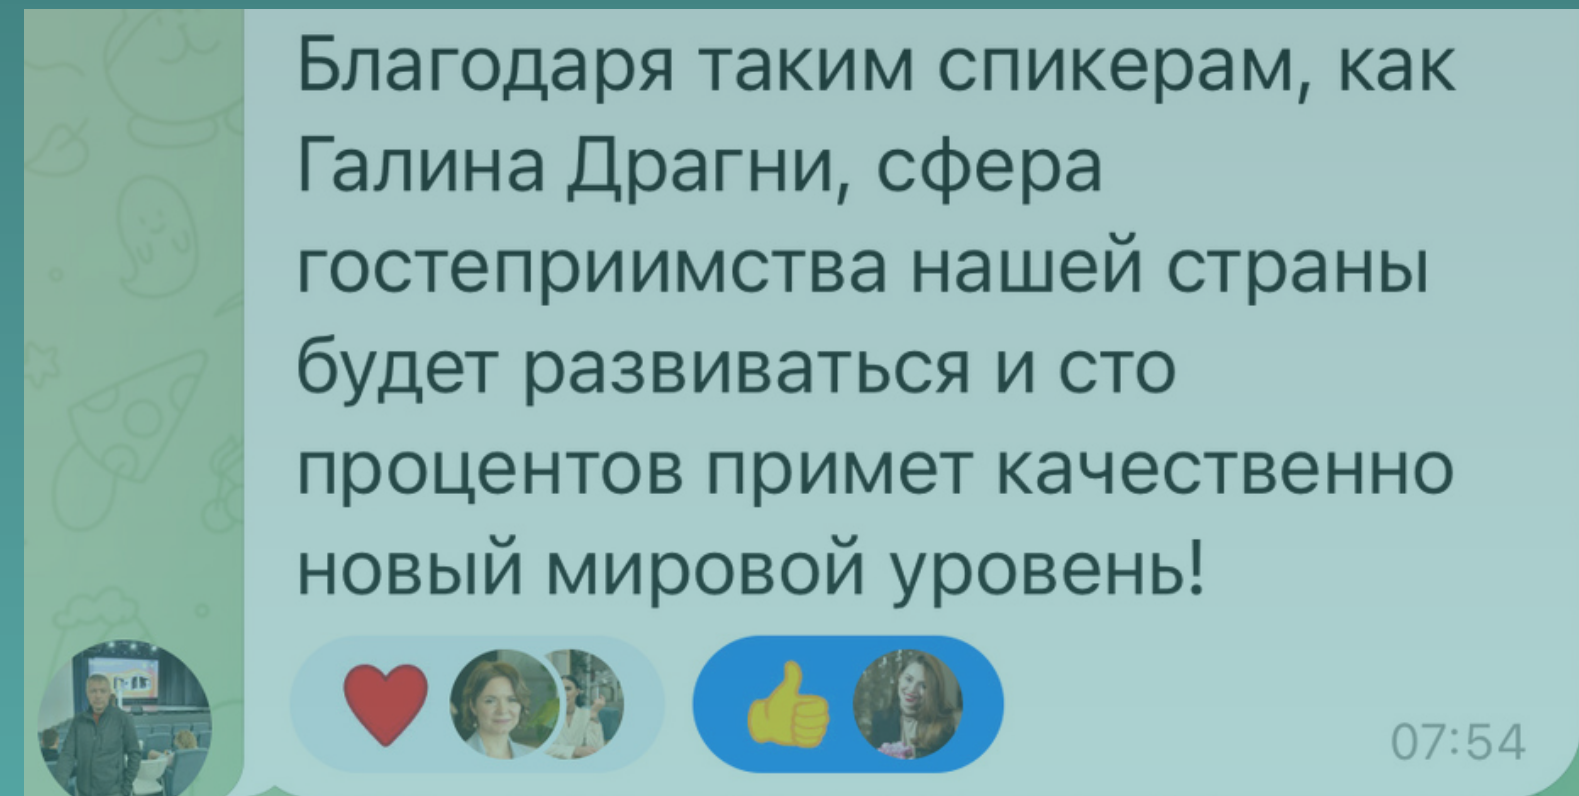 Благодаря таким спикерам, как
Галина Драгни, сфера
гостеприимства нашей страны
будет развиваться и сто
процентов примет качественно
новый мировой уровень!
07:54